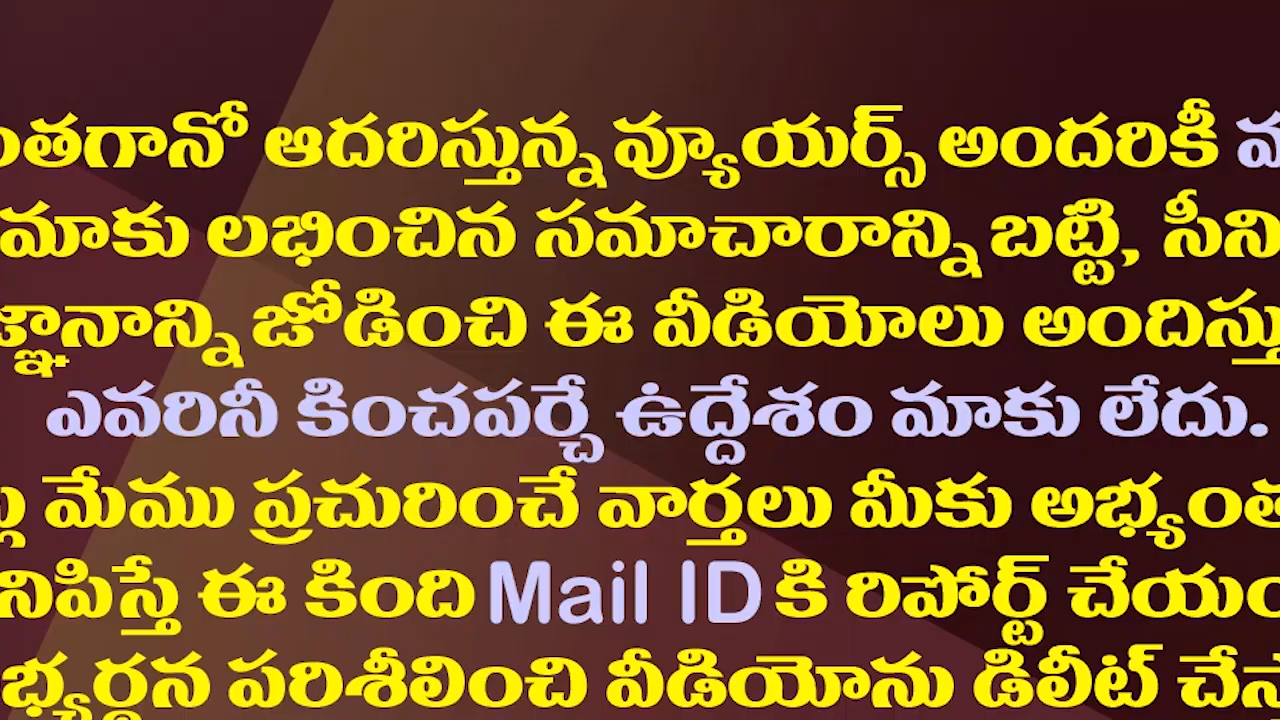 ఆదరిస్తున్న వ్యూయర్స్ అందరికీ
మాకు లభించిన సమాచారాన్ని బట్టి,
జోడించి ఈ వీడియోలు
ఎవరినీ కించపర్చే ఉద్దేశం మాకు లేదు.
మేము ప్రచురించే వార్తలు మీకు
ఈ కింది Mail ID కి రిపోర్ట్
పరిశీలించి వీడియోను డిలీట్